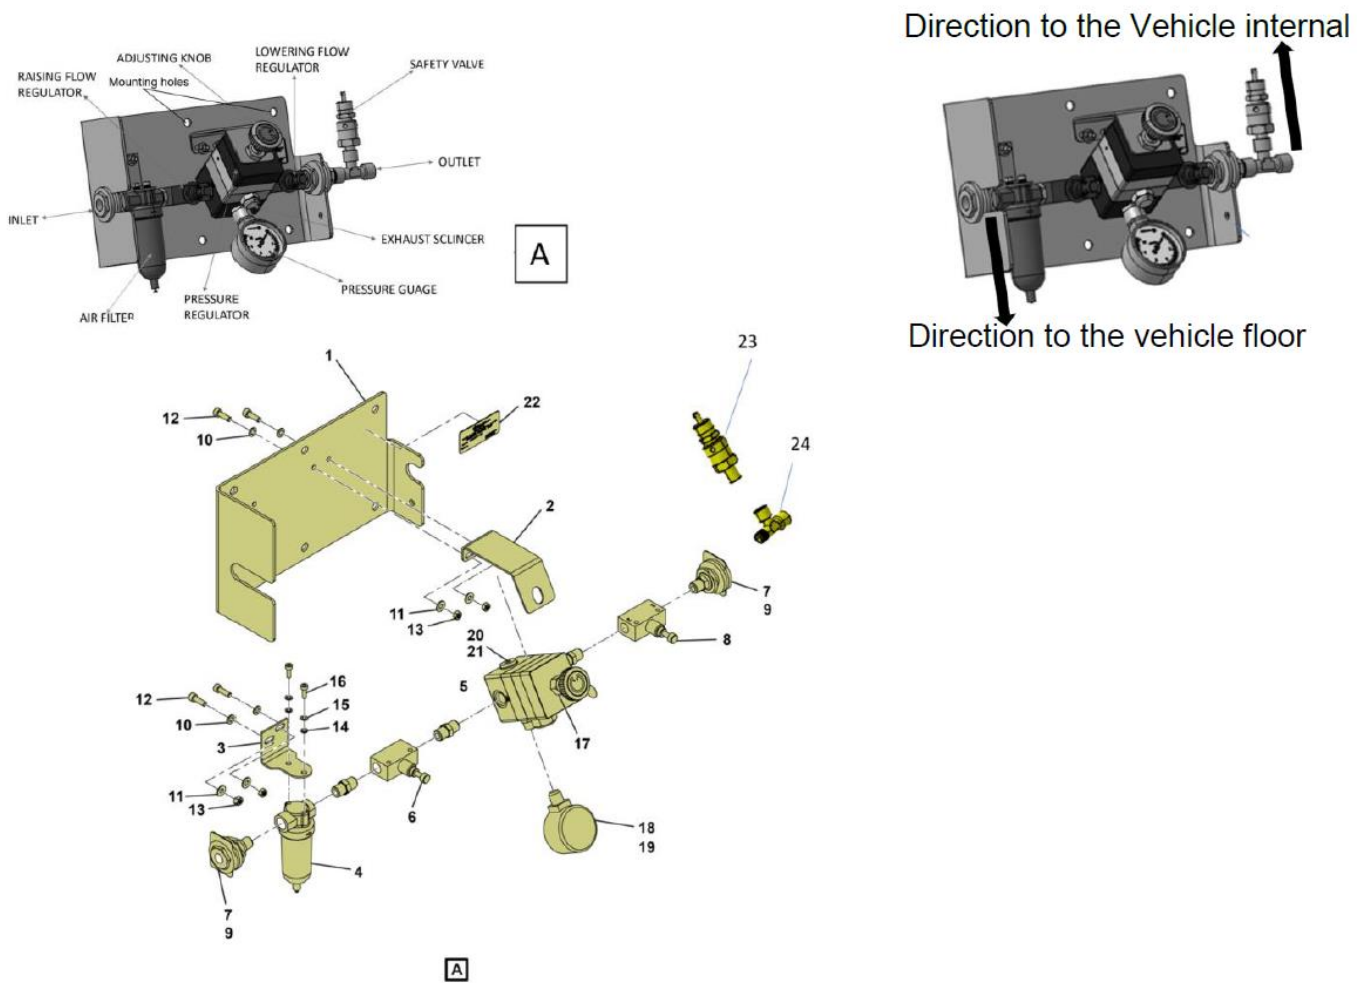 Direction to the Vehicle internal
LOWERING FLOW
REGULATOR
ADJUSTING KNOB
SAFETY VALVE
RAISING FLOW
REGULATOR
Mounting holes
OUTLET
INLET
EXHAUST SCLINCER
A
PRESSURE GUAGE
PRESSURE
REGULATOR
AIR FILTER
Direction to the vehicle floor
1
23
12
22
10
24
2
11
13
7
9
8
20
21
5
16
12
15
10
14
3
17
11
13
6
18
19
4
7
9
A